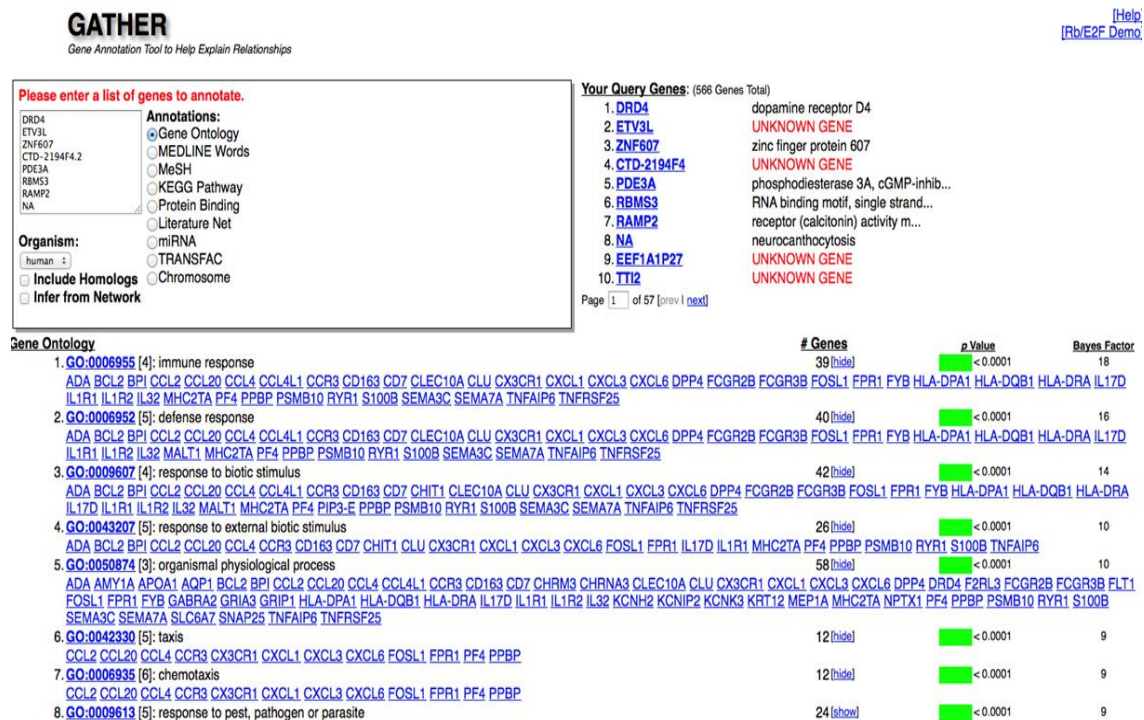 GATHER
Gene Annotation Tool to Help Explain Relationships
[Help]
[Rb/E2F Demo]
Please enter a list of genes to annotate.
DRD4
ETV3L
ZNF607
CTD-2194F4.2
PDE3A
RBMS3
RAMP2
NA
Annotations:
Gene Ontology
MEDLINE Words
MeSH
KEGG Pathway
Protein Binding
Literature Net
miRNA
TRANSFAC
Chromosome
Organism:
human
Include Homologs
Infer from Network
Your Query Genes: (566 Genes Total)
1. DRD4 dopamine receptor D4
2. ETV3L UNKNOWN GENE
3. ZNF607 zinc finger protein 607
4. CTD-2194F4 UNKNOWN GENE
5. PDE3A phosphodiesterase 3A, cGMP-inhib...
6. RBMS3 RNA binding motif, single strand...
7. RAMP2 receptor (calcitonin) activity m...
8. NA neurocanthocytosis
9. EEF1A1P27 UNKNOWN GENE
10. TTI2 UNKNOWN GENE
Page 1 of 57 [prev | next]
Gene Ontology # Genes p Value Bayes Factor
1. GO:0006955 [4]: immune response 39 [hide] < 0.0001 18
ADA BCL2 BPI CCL2 CCL20 CCL4 CCL4L1 CCR3 CD163 CD7 CLEC10A CLU CX3CR1 CXCL1 CXCL3 CXCL6 DPP4 FCGR2B FCGR3B FOSL1 FPR1 FYB HLA-DPA1 HLA-DQB1 HLA-DRA IL17D
IL1R1 IL1R2 IL32 MHC2TA PF4 PPBP PSMB10 RYR1 S100B SEMA3C SEMA7A TNFAIP6 TNFRSF25
2. GO:0006952 [5]: defense response 40 [hide] < 0.0001 16
ADA BCL2 BPI CCL2 CCL20 CCL4 CCL4L1 CCR3 CD163 CD7 CLEC10A CLU CX3CR1 CXCL1 CXCL3 CXCL6 DPP4 FCGR2B FCGR3B FOSL1 FPR1 FYB HLA-DPA1 HLA-DQB1 HLA-DRA IL17D
IL1R1 IL1R2 IL32 MALT1 MHC2TA PF4 PPBP PSMB10 RYR1 S100B SEMA3C SEMA7A TNFAIP6 TNFRSF25
3. GO:0009607 [4]: response to biotic stimulus 42 [hide] < 0.0001 14
ADA BCL2 BPI CCL2 CCL20 CCL4 CCL4L1 CCR3 CD163 CD7 CHIT1 CLEC10A CLU CX3CR1 CXCL1 CXCL3 CXCL6 DPP4 FCGR2B FCGR3B FOSL1 FPR1 FYB HLA-DPA1 HLA-DQB1 HLA-DRA
IL17D IL1R1 IL1R2 IL32 MALT1 MHC2TA PF4 PIP3-E PPBP PSMB10 RYR1 S100B SEMA3C SEMA7A TNFAIP6 TNFRSF25
4. GO:0043207 [5]: response to external biotic stimulus 26 [hide] < 0.0001 10
ADA BCL2 BPI CCL2 CCL20 CCL4 CCR3 CD163 CD7 CHIT1 CLU CX3CR1 CXCL1 CXCL3 CXCL6 FOSL1 FPR1 IL17D IL1R1 MHC2TA PF4 PPBP PSMB10 RYR1 S100B TNFAIP6
5. GO:0050874 [3]: organismal physiological process 58 [hide] < 0.0001 10
ADA AMY1A APOA1 AQP1 BCL2 BPI CCL2 CCL20 CCL4 CCL4L1 CCR3 CD163 CD7 CHRM3 CHRNA3 CLEC10A CLU CX3CR1 CXCL1 CXCL3 CXCL6 DPP4 DRD4 F2RL3 FCGR2B FCGR3B FLT1
FOSL1 FPR1 FYB GABRA2 GRIA3 GRIP1 HLA-DPA1 HLA-DQB1 HLA-DRA IL17D IL1R1 IL1R2 IL32 KCNH2 KCNIP2 KCNK3 KRT12 MEP1A MHC2TA NPTX1 PF4 PPBP PSMB10 RYR1 S100B
SEMA3C SEMA7A SLC6A7 SNAP25 TNFAIP6 TNFRSF25
6. GO:0042330 [5]: taxis 12 [hide] < 0.0001 9
CCL2 CCL20 CCL4 CCR3 CX3CR1 CXCL1 CXCL3 CXCL6 FOSL1 FPR1 PF4 PPBP
7. GO:0006935 [6]: chemotaxis 12 [hide] < 0.0001 9
CCL2 CCL20 CCL4 CCR3 CX3CR1 CXCL1 CXCL3 CXCL6 FOSL1 FPR1 PF4 PPBP
8. GO:0009613 [5]: response to pest, pathogen or parasite 24 [show] < 0.0001 9